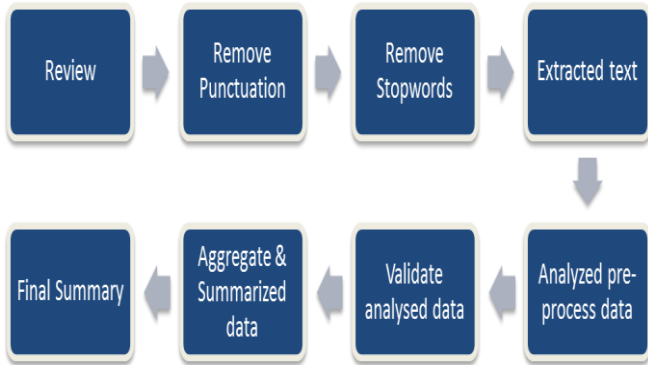 Review
Remove
Punctuation
Remove
Stopwords
Extracted text
Analyzed pre-
process data
Validate
analysed data
Aggregate &
Summarized
data
Final Summary